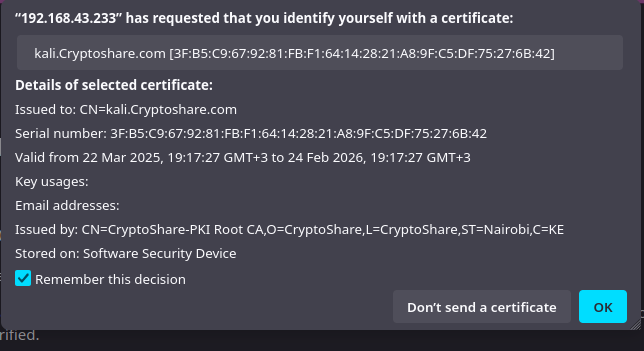 “192.168.43.233” has requested that you identify yourself with a certificate:
kali.Cryptoshare.com [3F:B5:C9:67:92:81:FB:F1:64:14:28:21:A8:9F:C5:DF:75:27:6B:42]
Details of selected certificate:
Issued to: CN=kali.Cryptoshare.com
Serial number: 3F:B5:C9:67:92:81:FB:F1:64:14:28:21:A8:9F:C5:DF:75:27:6B:42
Valid from 22 Mar 2025, 19:17:27 GMT+3 to 24 Feb 2026, 19:17:27 GMT+3
Key usages:
Email addresses:
Issued by: CN=CryptoShare-PKI Root CA,O=CryptoShare,L=CryptoShare,ST=Nairobi,C=KE
Stored on: Software Security Device
Remember this decision
Don’t send a certificate OK
rified.